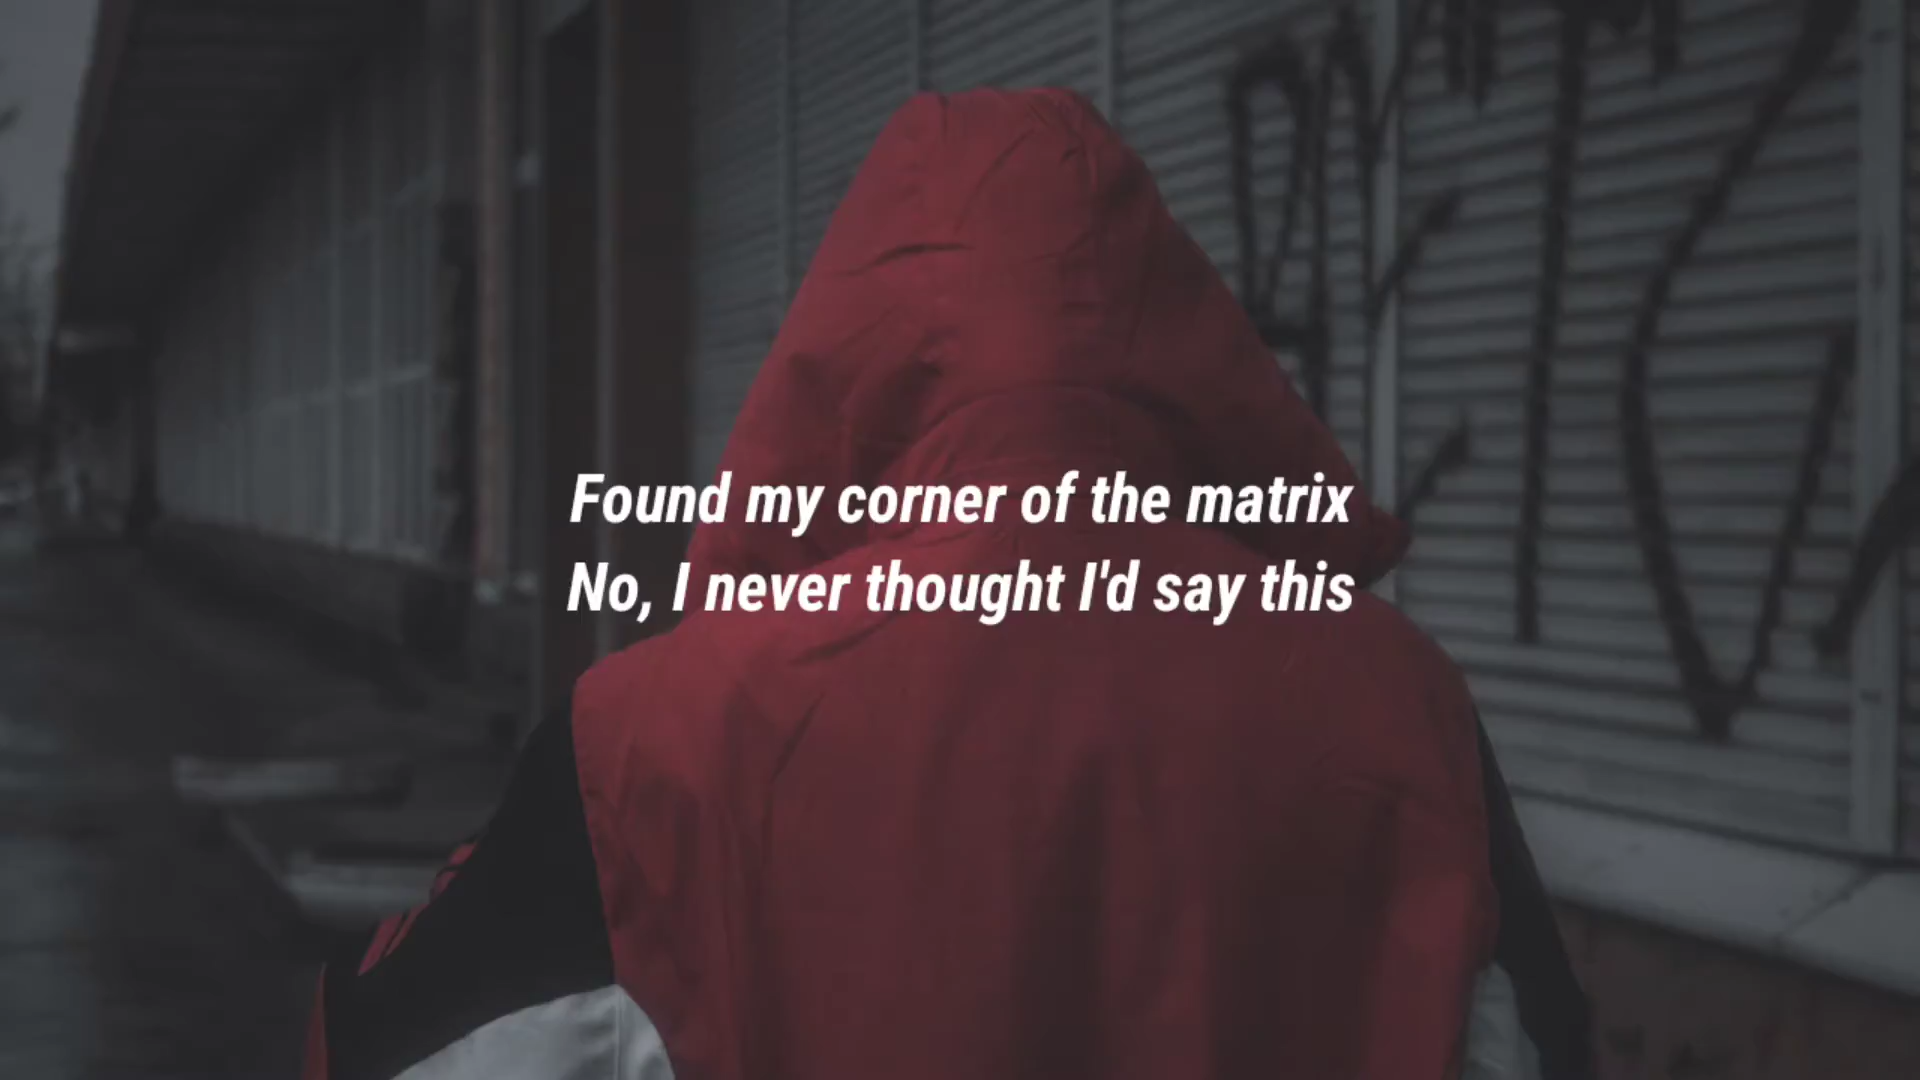 Found my corner of the matrix
No, I never thought I'd say this